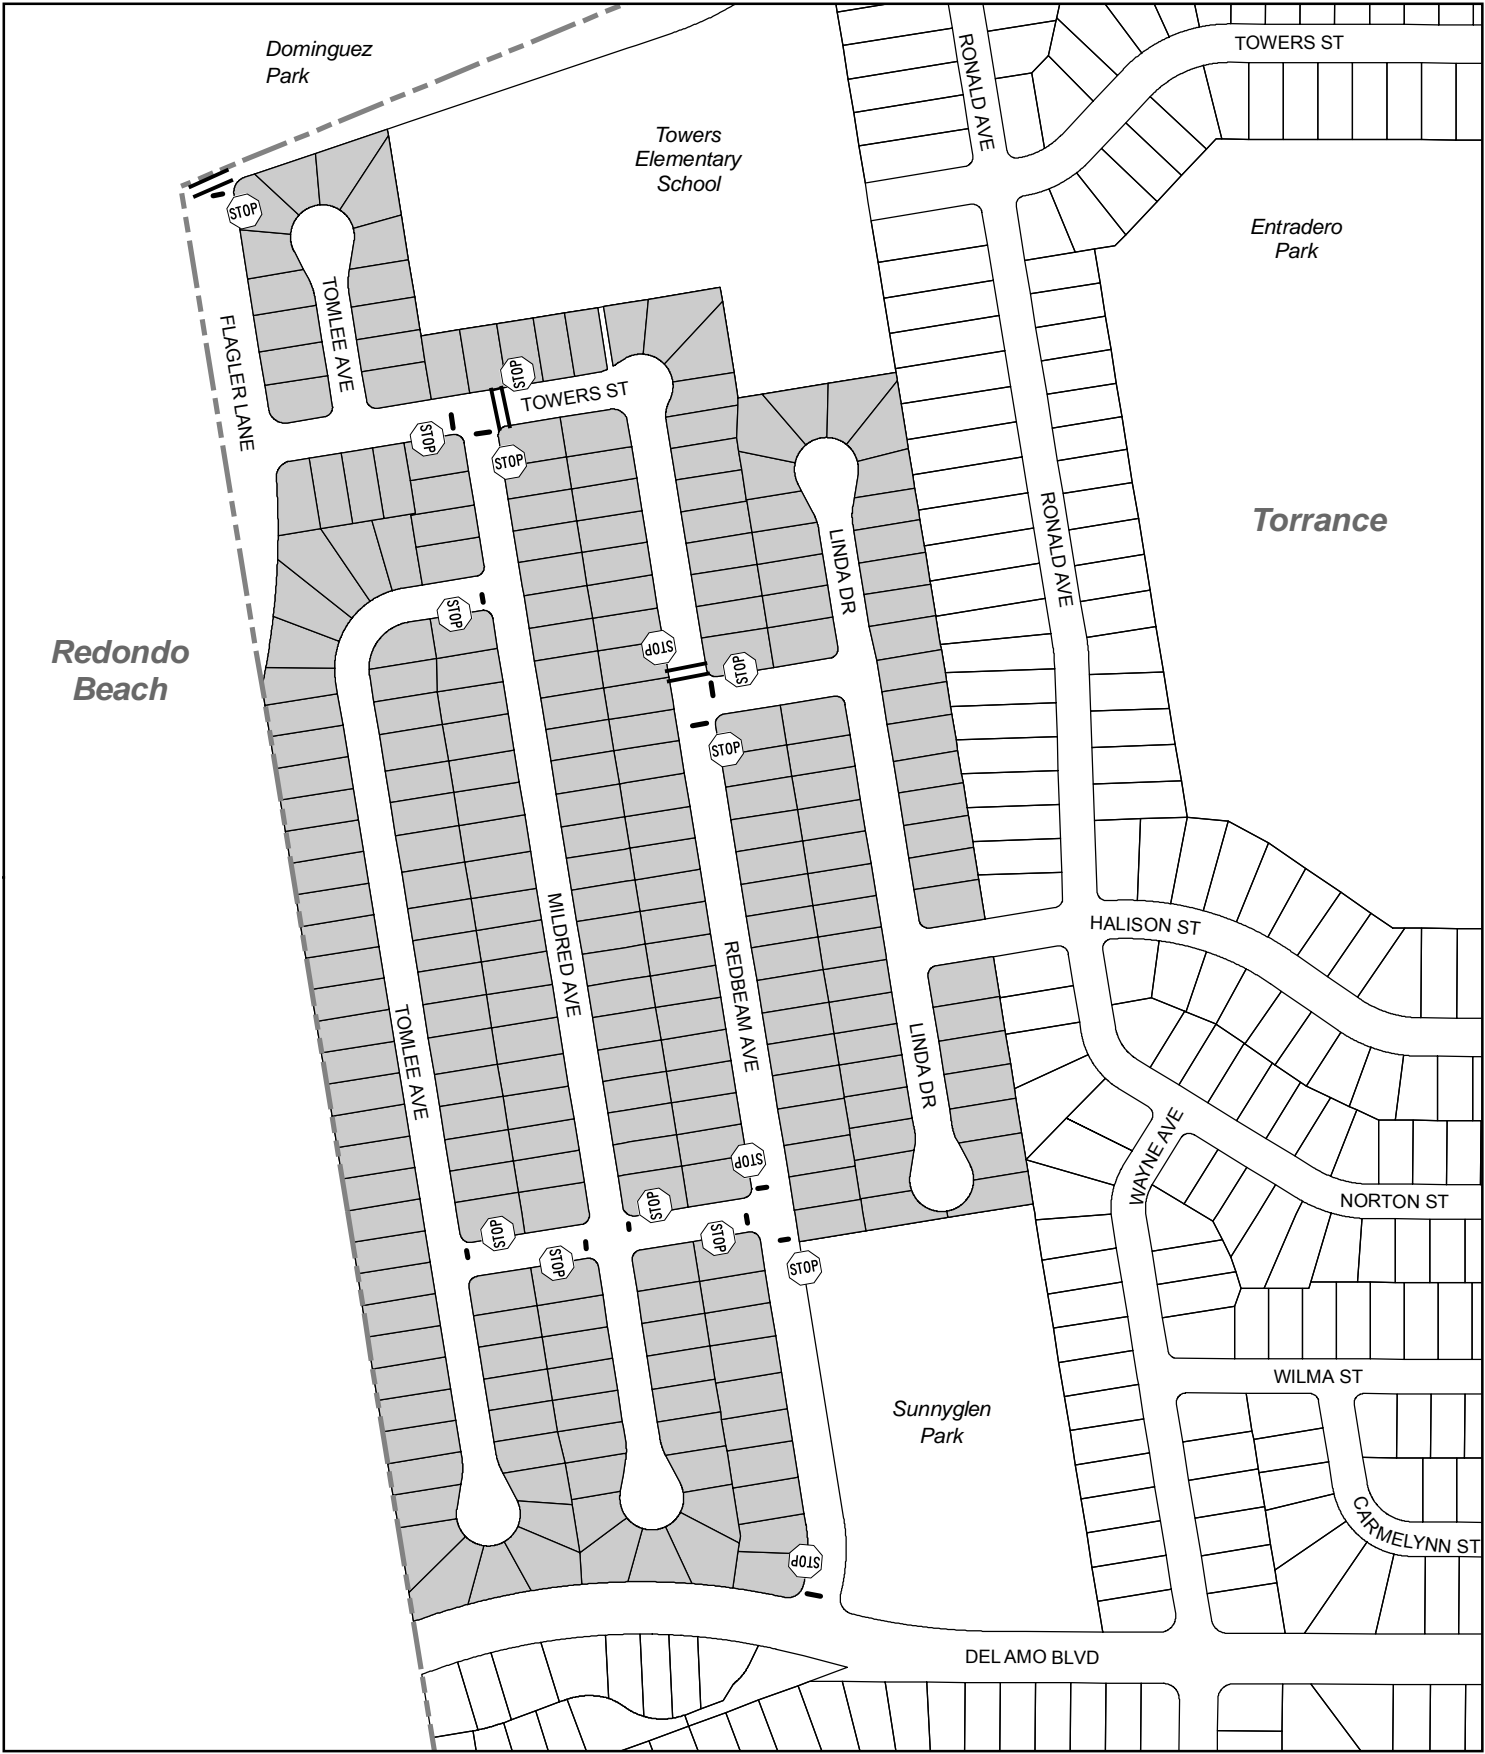 Dominguez
Park
TOWERS ST
RONALD AVE
Towers
Elementary
School
STOP
Entradero
Park
TOMLEE AVE
FLAGLER LANE
STOP
TOWERS ST
STOP
STOP
RONALD AVE
Torrance
LINDA DR
STOP
Redondo
Beach
STOP
STOP
STOP
MILDRED AVE
HALISON ST
REDBEAM AVE
TOMLEE AVE
LINDA DR
WAYNE AVE
STOP
NORTON ST
STOP
STOP
STOP
STOP
STOP
WILMA ST
Sunnyglen
Park
CARMELYNN ST
STOP
DEL AMO BLVD